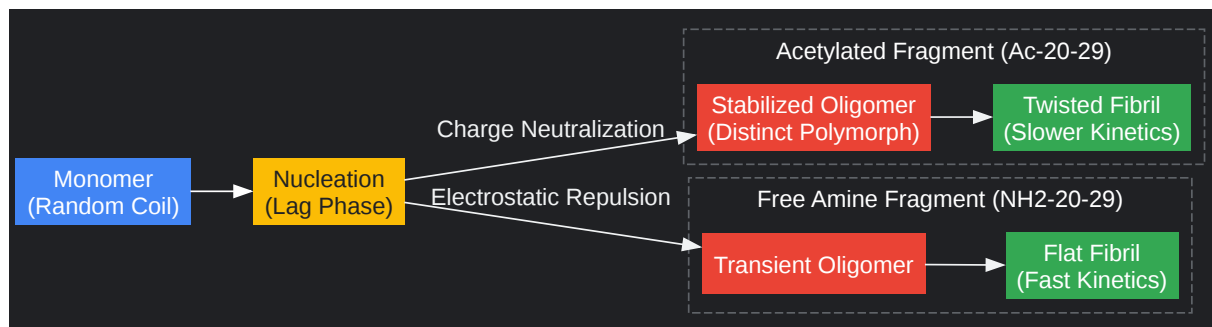 Monomer
(Random Coil)
Nucleation
(Lag Phase)
Charge Neutralization
Electrostatic Repulsion
Acetylated Fragment (Ac-20-29)
Stabilized Oligomer
(Distinct Polymorph)
Twisted Fibril
(Slower Kinetics)
Free Amine Fragment (NH2-20-29)
Transient Oligomer
Flat Fibril
(Fast Kinetics)